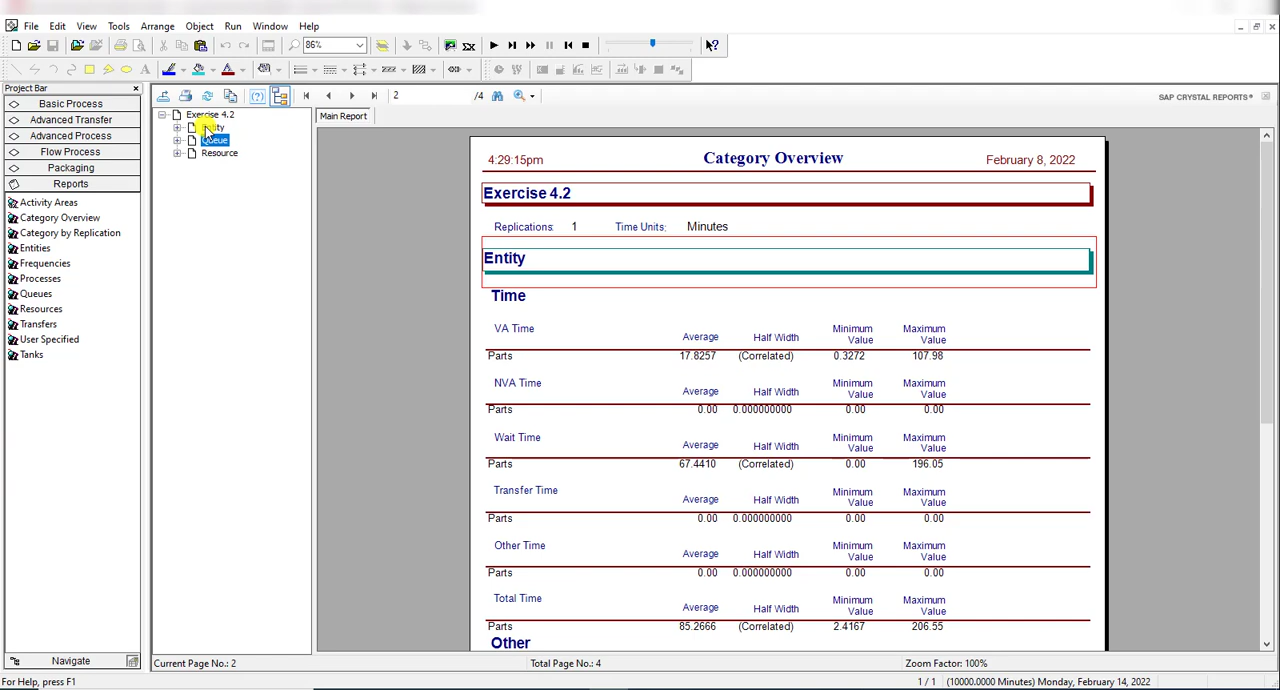 File Edit View Tools Arrange Object Run Window Help
86%
Project Bar
Basic Process
Advanced Transfer
Advanced Process
Flow Process
Packaging
Reports
Activity Areas
Category Overview
Category by Replication
Entities
Frequencies
Processes
Queues
Resources
Transfers
User Specified
Tanks
Navigate
2 /4
SAP CRYSTAL REPORTS®
Exercise 4.2
Queue
Resource
Main Report
4:29:15pm Category Overview February 8, 2022
Exercise 4.2
Replications: 1 Time Units: Minutes
Entity
Time
VA Time Average Half Width Minimum Value Maximum Value
Parts 17.8257 (Correlated) 0.3272 107.98
NVA Time Average Half Width Minimum Value Maximum Value
Parts 0.00 0.000000000 0.00 0.00
Wait Time Average Half Width Minimum Value Maximum Value
Parts 67.4410 (Correlated) 0.00 196.05
Transfer Time Average Half Width Minimum Value Maximum Value
Parts 0.00 0.000000000 0.00 0.00
Other Time Average Half Width Minimum Value Maximum Value
Parts 0.00 0.000000000 0.00 0.00
Total Time Average Half Width Minimum Value Maximum Value
Parts 85.2666 (Correlated) 2.4167 206.55
Other
Current Page No.: 2 Total Page No.: 4 Zoom Factor: 100%
For Help, press F1 1 / 1 (10000.0000 Minutes) Monday, February 14, 2022